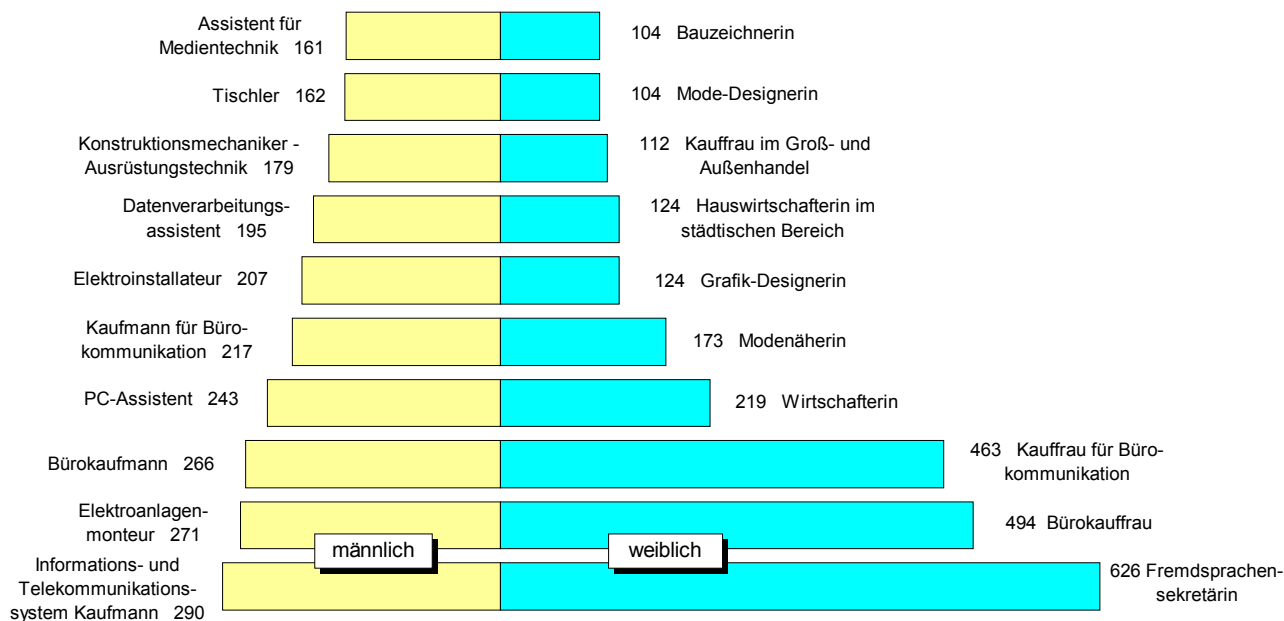 Assistent für
Medientechnik 161
104 Bauzeichnerin
Tischler 162
104 Mode-Designerin
Konstruktionsmechaniker -
Ausrüstungstechnik 179
112 Kauffrau im Groß- und
Außenhandel
Datenverarbeitungs-
assistent 195
124 Hauswirtschafterin im
städtischen Bereich
Elektroinstallateur 207
124 Grafik-Designerin
Kaufmann für Büro-
kommunikation 217
173 Modenäherin
PC-Assistent 243
219 Wirtschafterin
Bürokaufmann 266
463 Kauffrau für Büro-
kommunikation
Elektroanlagen-
monteur 271
494 Bürokauffrau
männlich
weiblich
Informations- und
Telekommunikations-
system Kaufmann 290
626 Fremdsprachen-
sekretärin